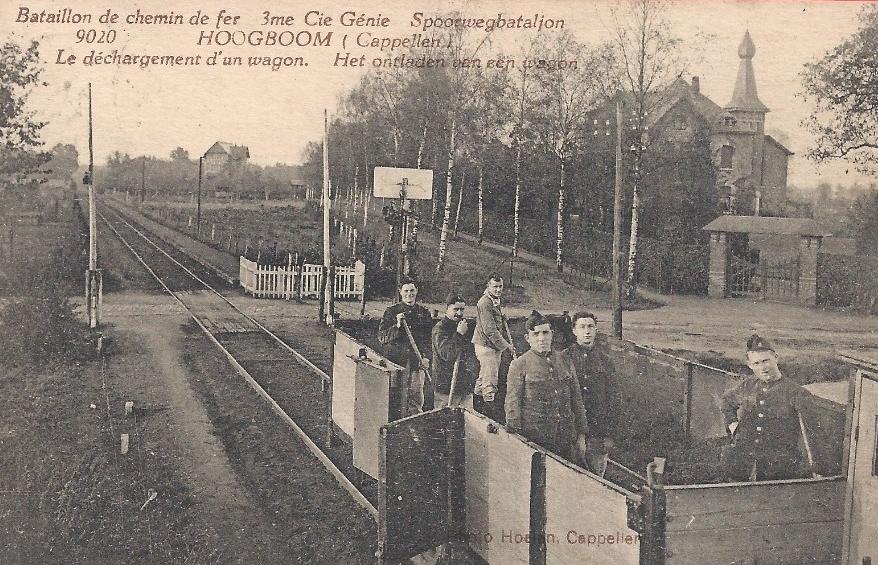 Bataillon de chemin de fer 3me Cie Génie Spoorwegbataljon
9020 HOOGBOOM ( Cappellen )
Le déchargement d'un wagon. Het ontladen van een wagon
Hoelen, Cappellen